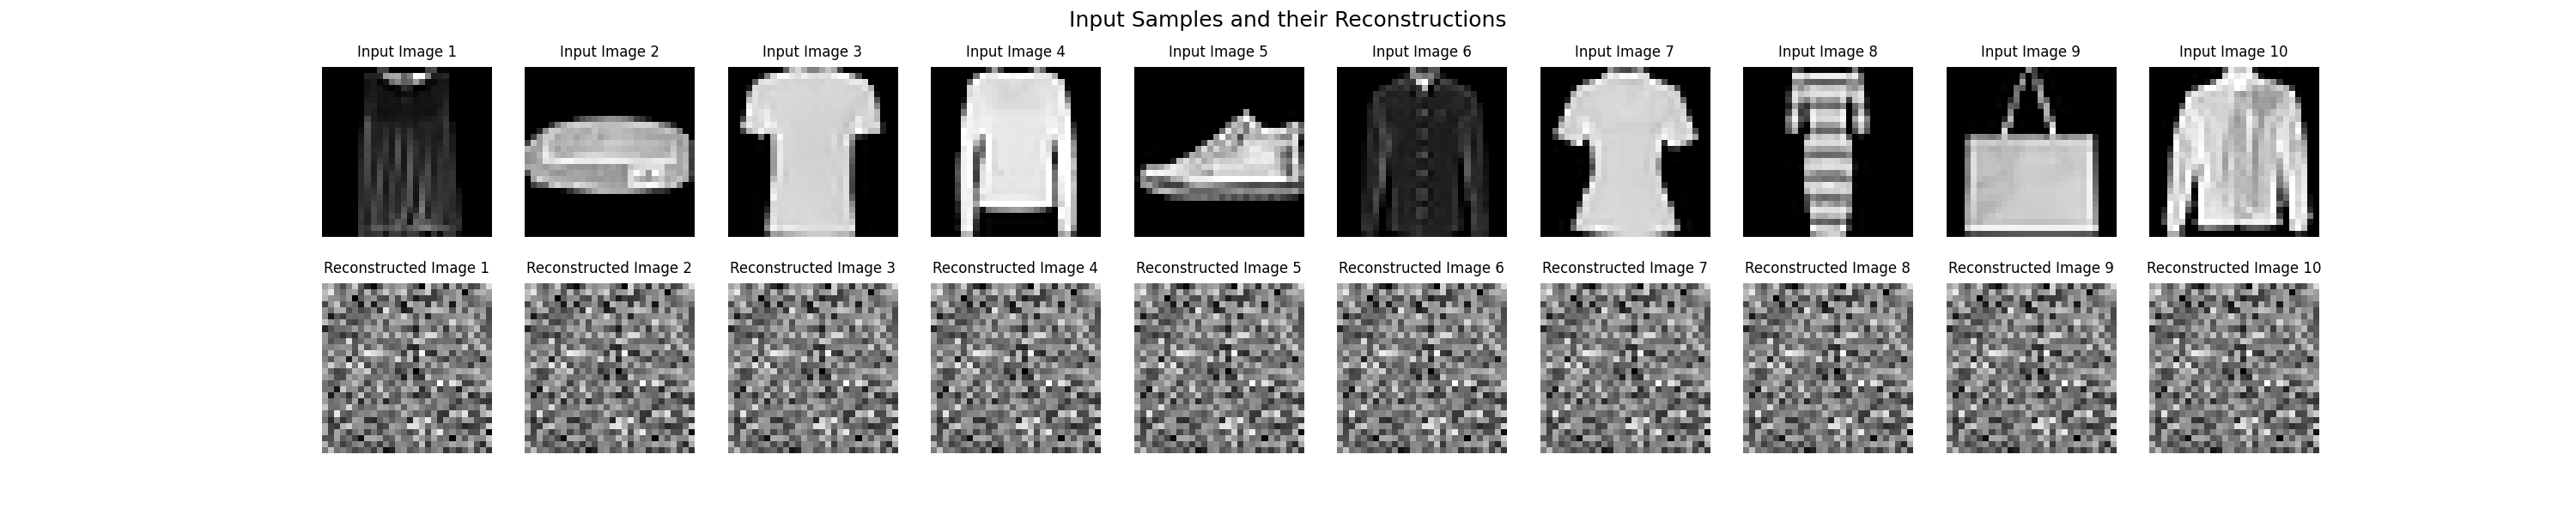 Input Samples and their Reconstructions
Input Image 1 Input Image 2 Input Image 3 Input Image 4 Input Image 5 Input Image 6 Input Image 7 Input Image 8 Input Image 9 Input Image 10
Reconstructed Image 1 Reconstructed Image 2 Reconstructed Image 3 Reconstructed Image 4 Reconstructed Image 5 Reconstructed Image 6 Reconstructed Image 7 Reconstructed Image 8 Reconstructed Image 9 Reconstructed Image 10